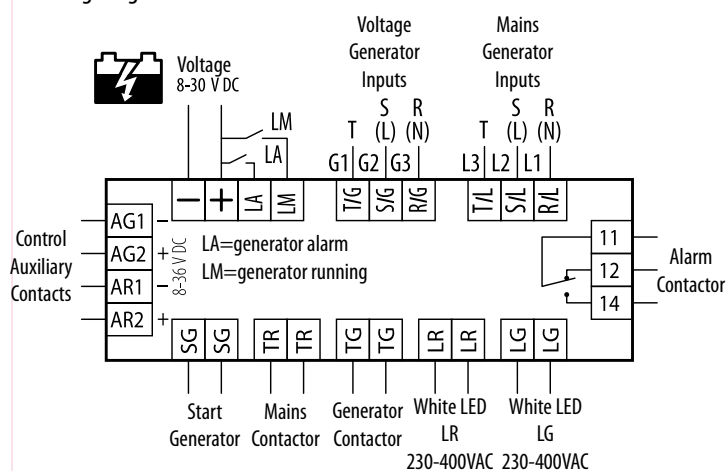 Voltage
8-30 V DC
LM
LA
Voltage
Generator
Inputs
S R
T (L) (N)
G1 G2 G3
Mains
Generator
Inputs
S R
T (L) (N)
L3 L2 L1
− + LA LM
T/G S/G R/G
T/L S/L R/L
Control
Auxiliary
Contacts
AG1 −
AG2 +
AR1 −
AR2 +
8-36 V DC
LA=generator alarm
LM=generator running
11
12
14
Alarm
Contactor
SG SG TR TR TG TG LR LR LG LG
Start
Generator
Mains
Contactor
Generator
Contactor
White LED
LR
230-400VAC
White LED
LG
230-400VAC